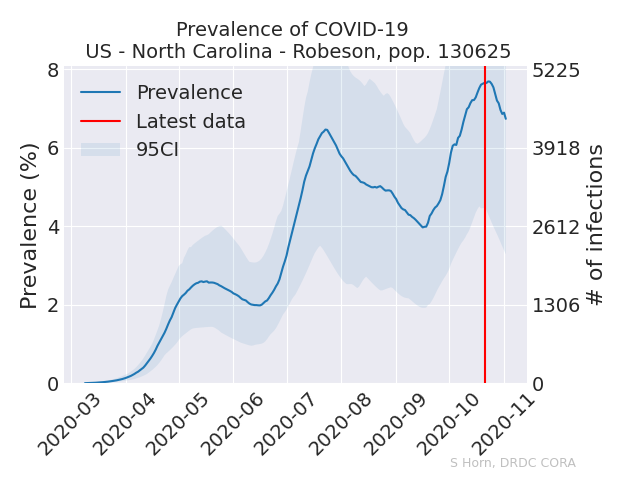 Prevalence of COVID-19
US - North Carolina - Robeson, pop. 130625
Prevalence
Latest data
95CI
Prevalence (%)
8
6
4
2
0
5225
3918
2612
1306
0
# of infections
2020-03
2020-04
2020-05
2020-06
2020-07
2020-08
2020-09
2020-10
2020-11
S Horn, DRDC CORA